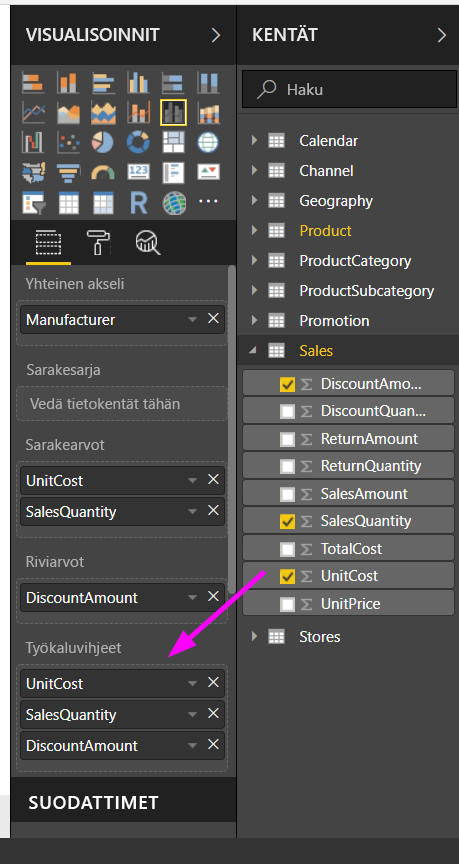 VISUALISOINNIT
123
R
Yhteinen akseli
Manufacturer
Sarakesarja
Vedä tietokentät tähän
Sarakearvot
UnitCost
SalesQuantity
Riviarvot
DiscountAmount
Työkaluvihjeet
UnitCost
SalesQuantity
DiscountAmount
SUODATTIMET
KENTÄT
Haku
Calendar
Channel
Geography
Product
ProductCategory
ProductSubcategory
Promotion
Sales
DiscountAmo...
DiscountQuan...
ReturnAmount
ReturnQuantity
SalesAmount
SalesQuantity
TotalCost
UnitCost
UnitPrice
Stores